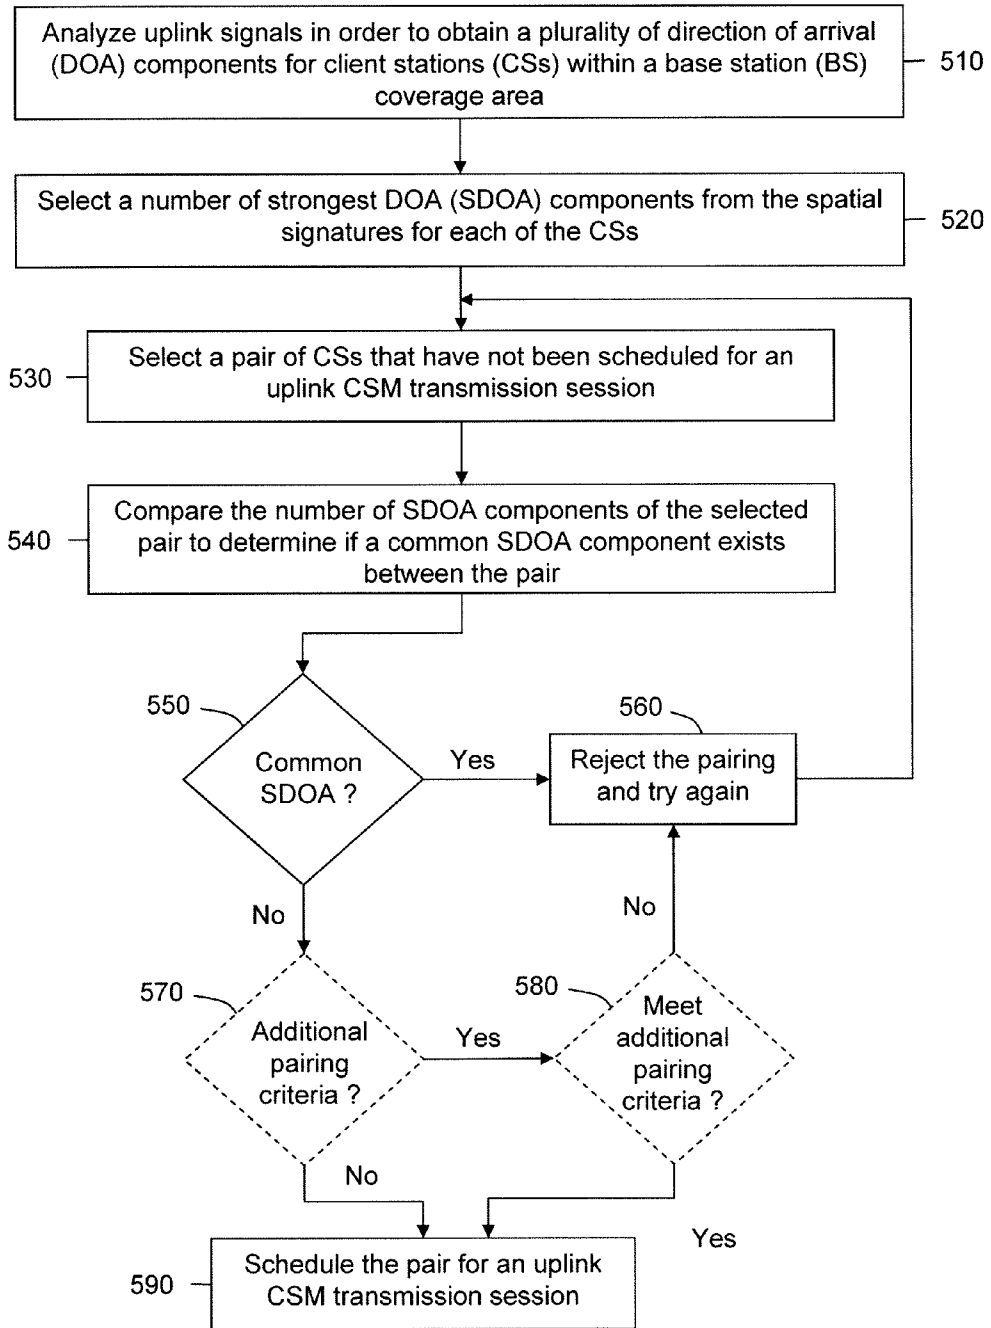 Analyze uplink signals in order to obtain a plurality of direction of arrival
(DOA) components for client stations (CSs) within a base station (BS)
coverage area
510
Select a number of strongest DOA (SDOA) components from the spatial
signatures for each of the CSs
520
530
Select a pair of CSs that have not been scheduled for an
uplink CSM transmission session
540
Compare the number of SDOA components of the selected
pair to determine if a common SDOA component exists
between the pair
550
Common
SDOA ?
Yes
560
Reject the pairing
and try again
No
No
570
Additional
pairing
criteria ?
Yes
580
Meet
additional
pairing
criteria ?
No
Yes
590
Schedule the pair for an uplink
CSM transmission session